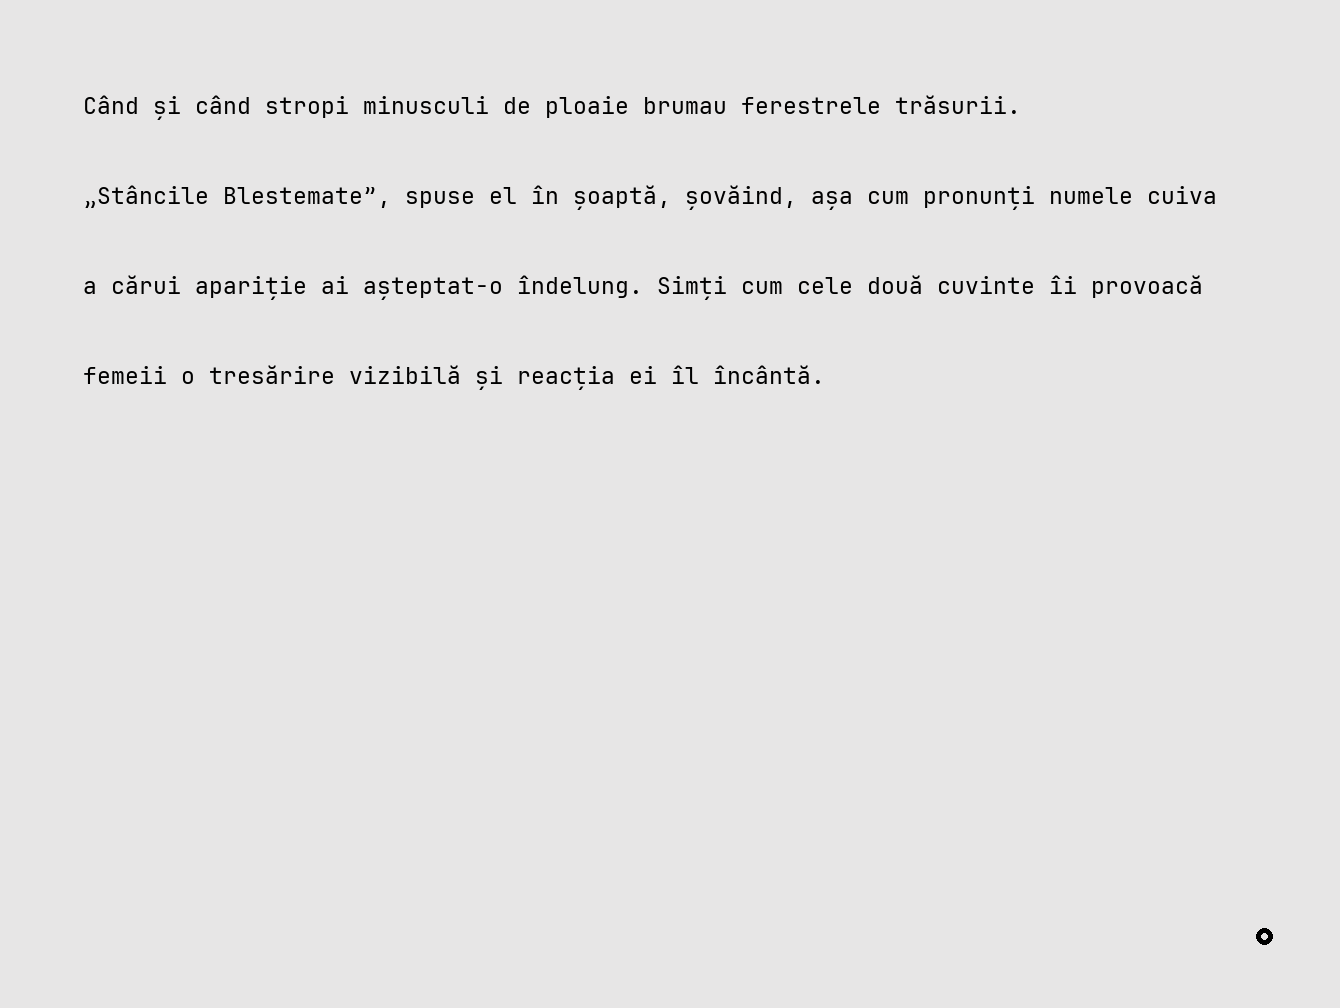 Când și când stropi minusculi de ploaie brumau ferestrele trăsurii.
„Stâncile Blestemate”, spuse el în șoaptă, șovăind, așa cum pronunți numele cuiva
a cărui apariție ai așteptat-o îndelung. Simți cum cele două cuvinte îi provoacă
femeii o tresărire vizibilă și reacția ei îl încântă.